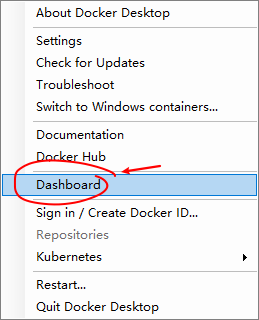 About Docker Desktop
Settings
Check for Updates
Troubleshoot
Switch to Windows containers...
Documentation
Docker Hub
Dashboard
Sign in / Create Docker ID...
Repositories
Kubernetes
Restart...
Quit Docker Desktop